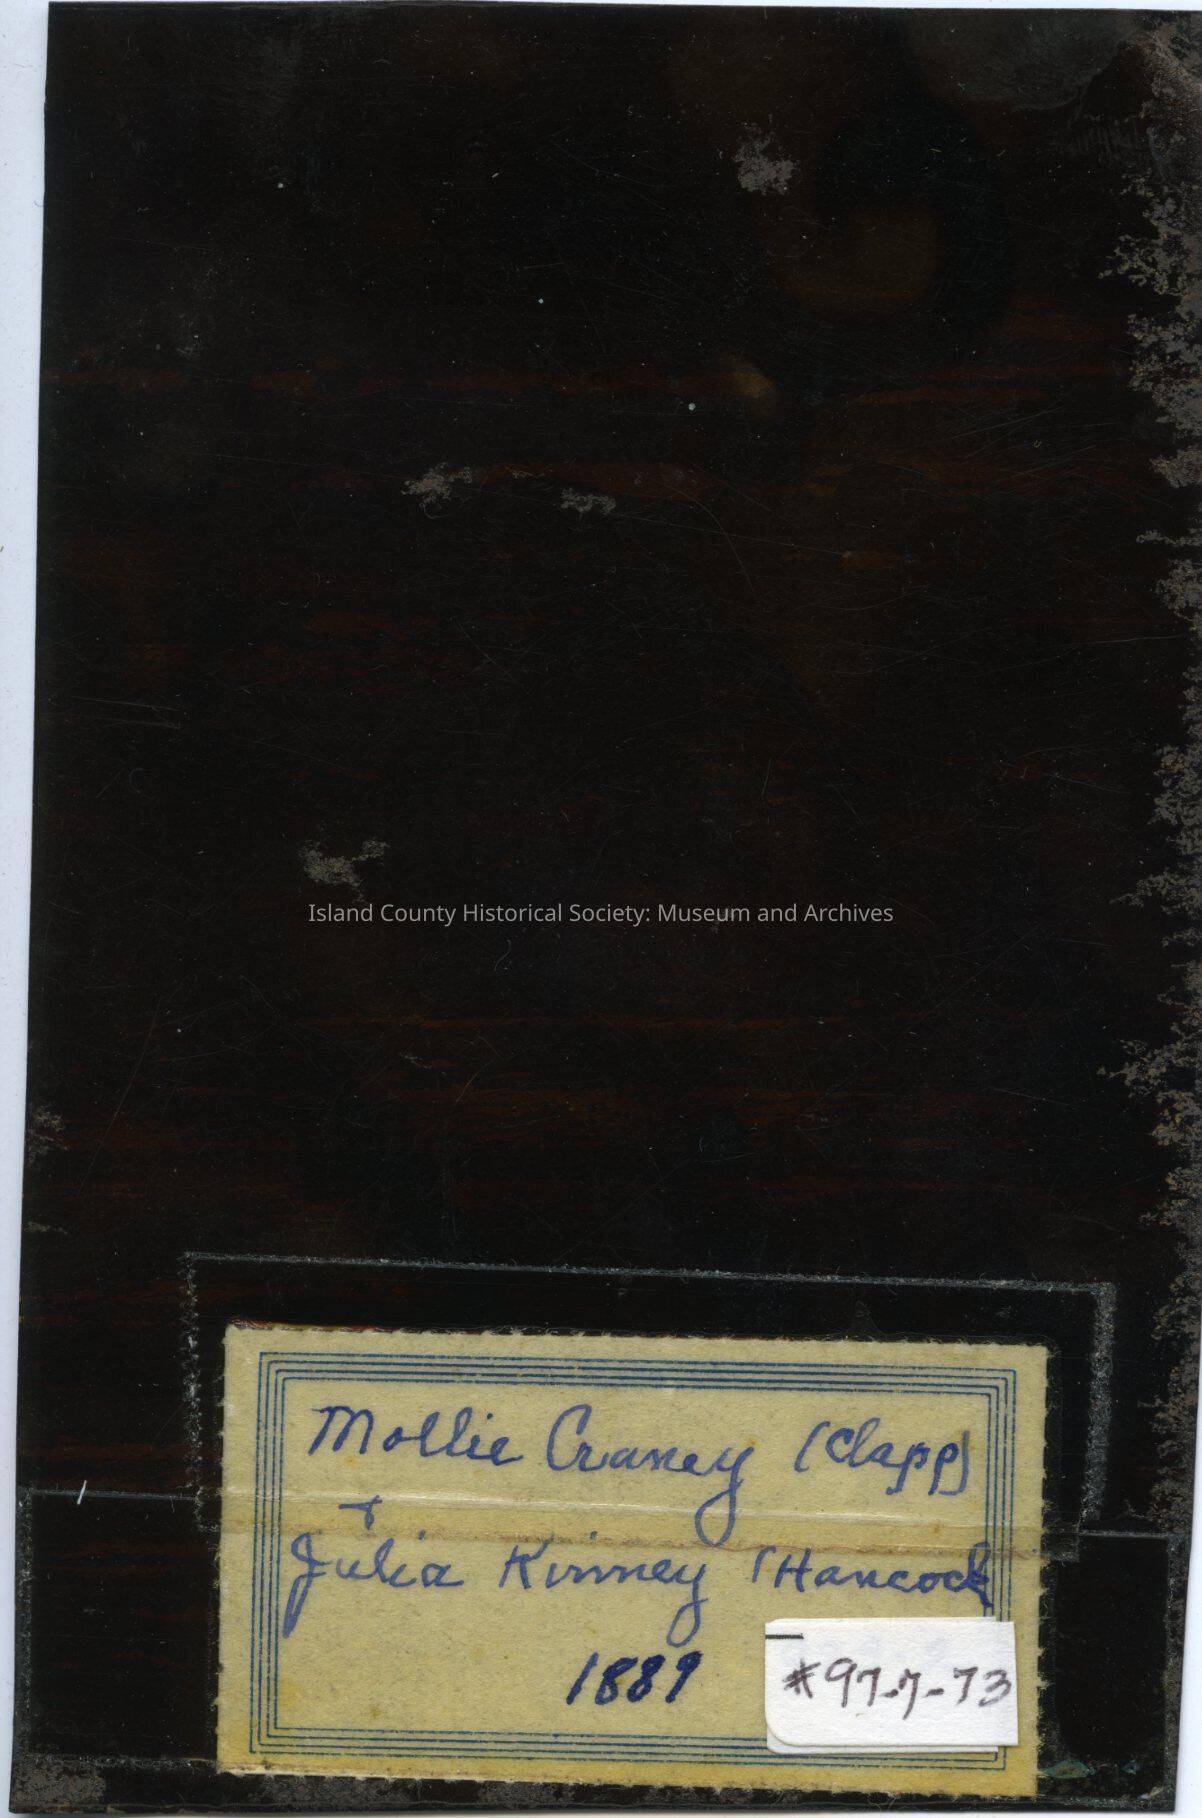 Island County Historical Society: Museum and Archives
Mollie Craney (Clapp)
+
Julia Kinney (Hancock
1889
#97-7-73